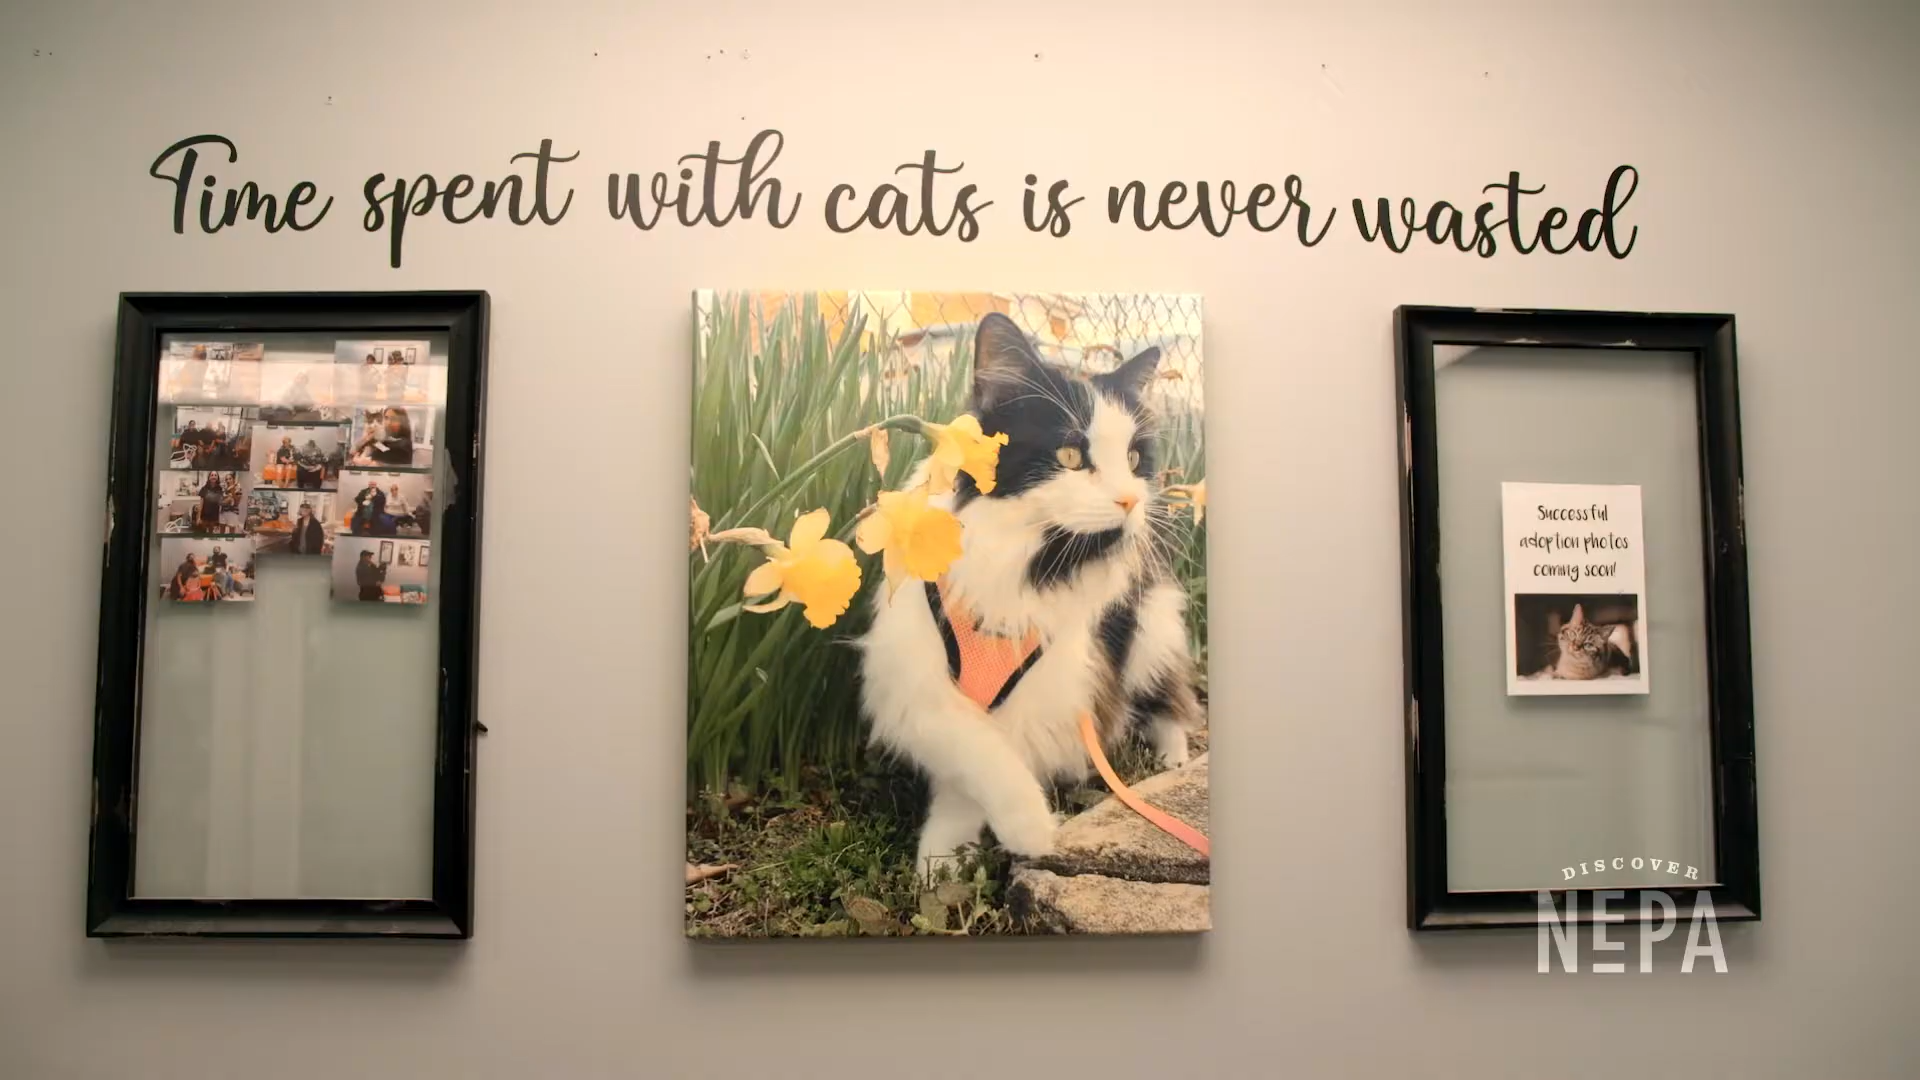 Time spent with cats is never wasted
Successful
adoption photos
coming soon!
DISCOVER
NEPA